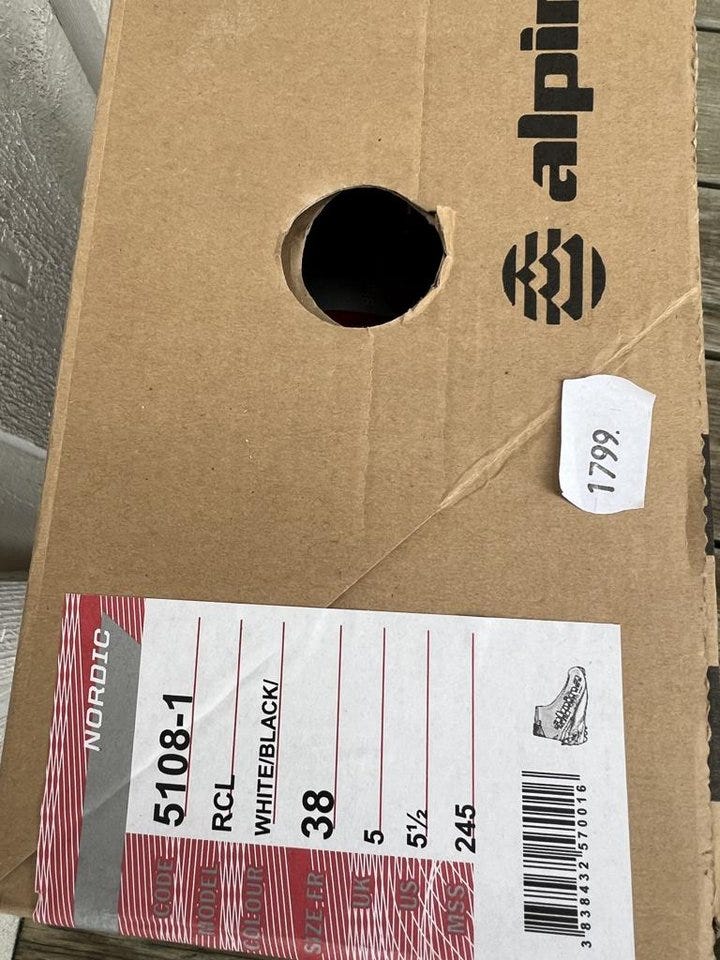 alpin
1799.
NORDIC
CODE 5108-1
MODEL RCL
COLOUR WHITE/BLACK/
SIZE-FR 38
UK 5
US 5½
MSS 245
3 838432 570016